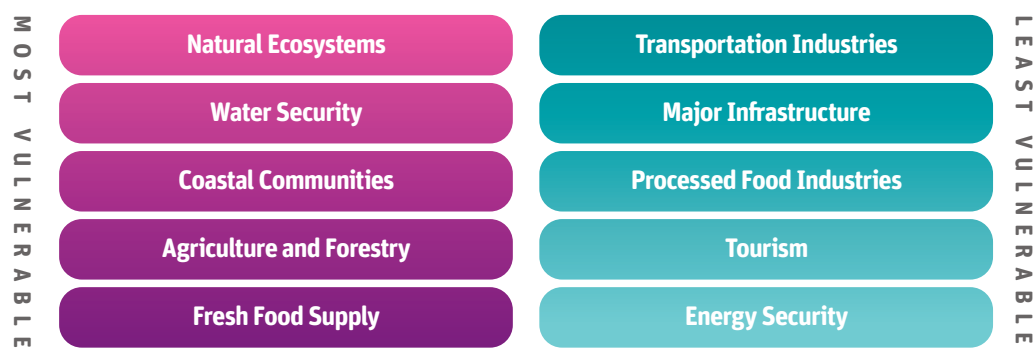 MOST VULNERABLE
Natural Ecosystems
Water Security
Coastal Communities
Agriculture and Forestry
Fresh Food Supply
Transportation Industries
Major Infrastructure
Processed Food Industries
Tourism
Energy Security
LEAST VULNERABLE